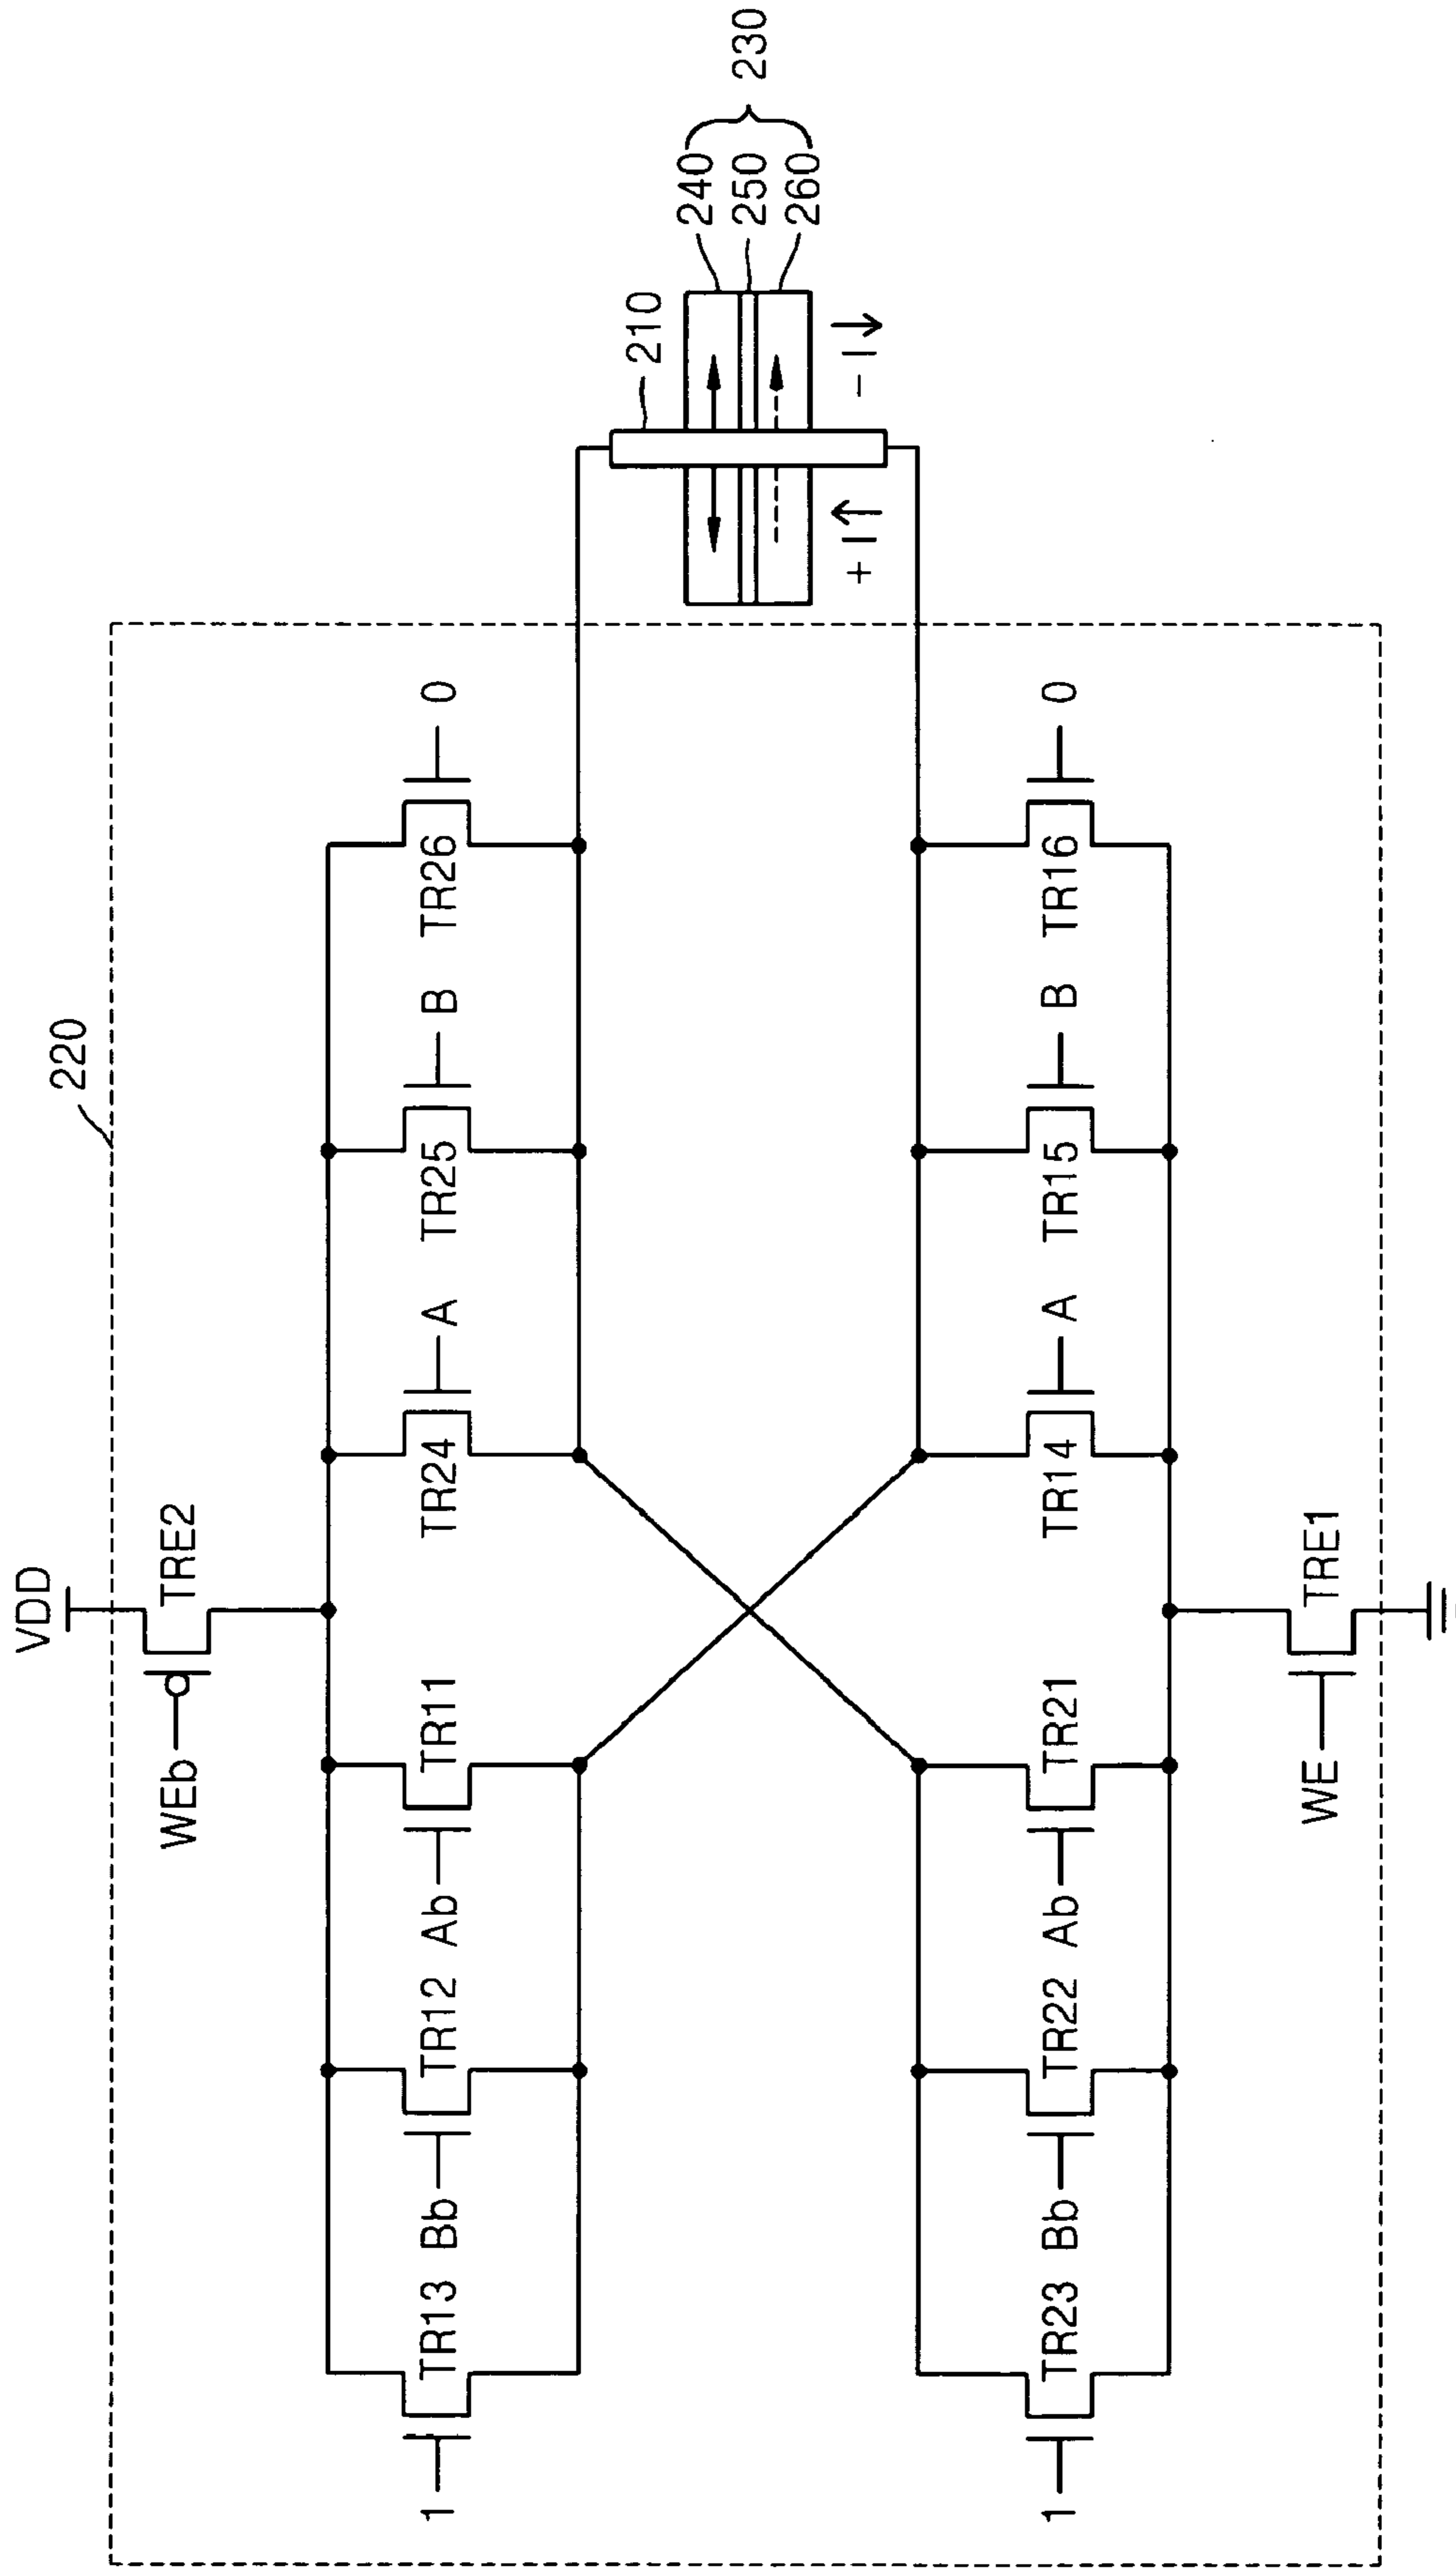 220
VDD
WEb
TRE2
1
TR13
Bb
TR12
Ab
TR11
TR24
A
TR25
B
TR26
0
210
240
250
260
230
+I
-I
1
TR23
Bb
TR22
Ab
TR21
TR14
A
TR15
B
TR16
0
WE
TRE1